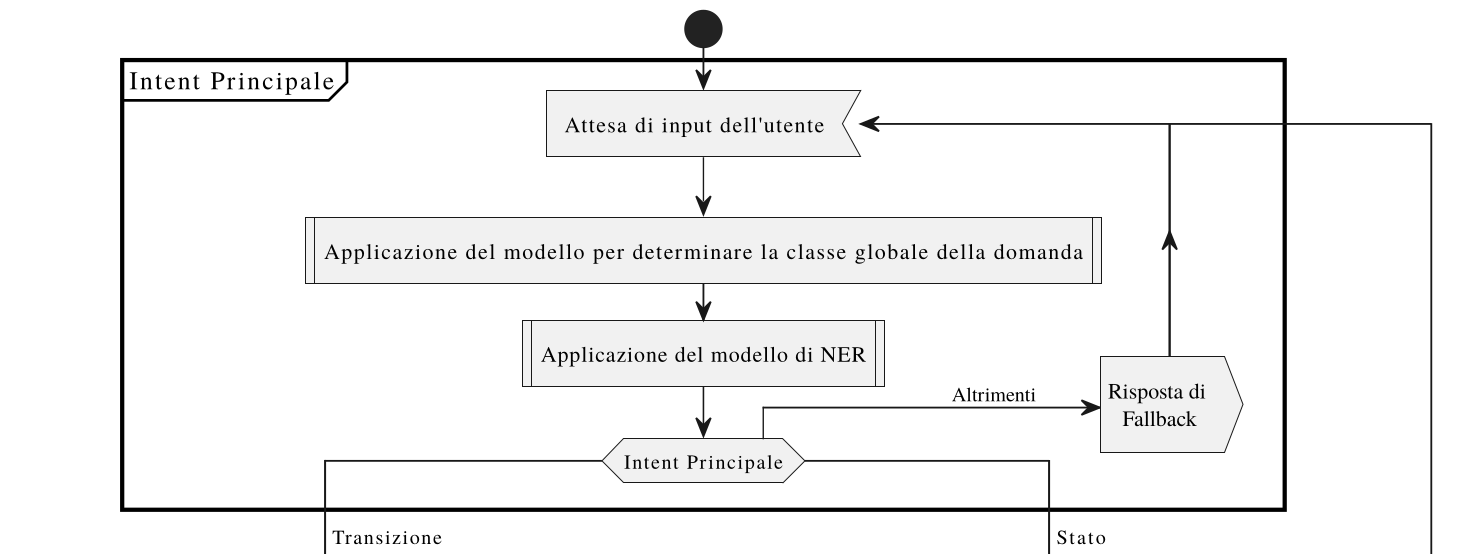 Intent Principale
Attesa di input dell'utente
Applicazione del modello per determinare la classe globale della domanda
Applicazione del modello di NER
Altrimenti
Risposta di
Fallback
Intent Principale
Transizione
Stato